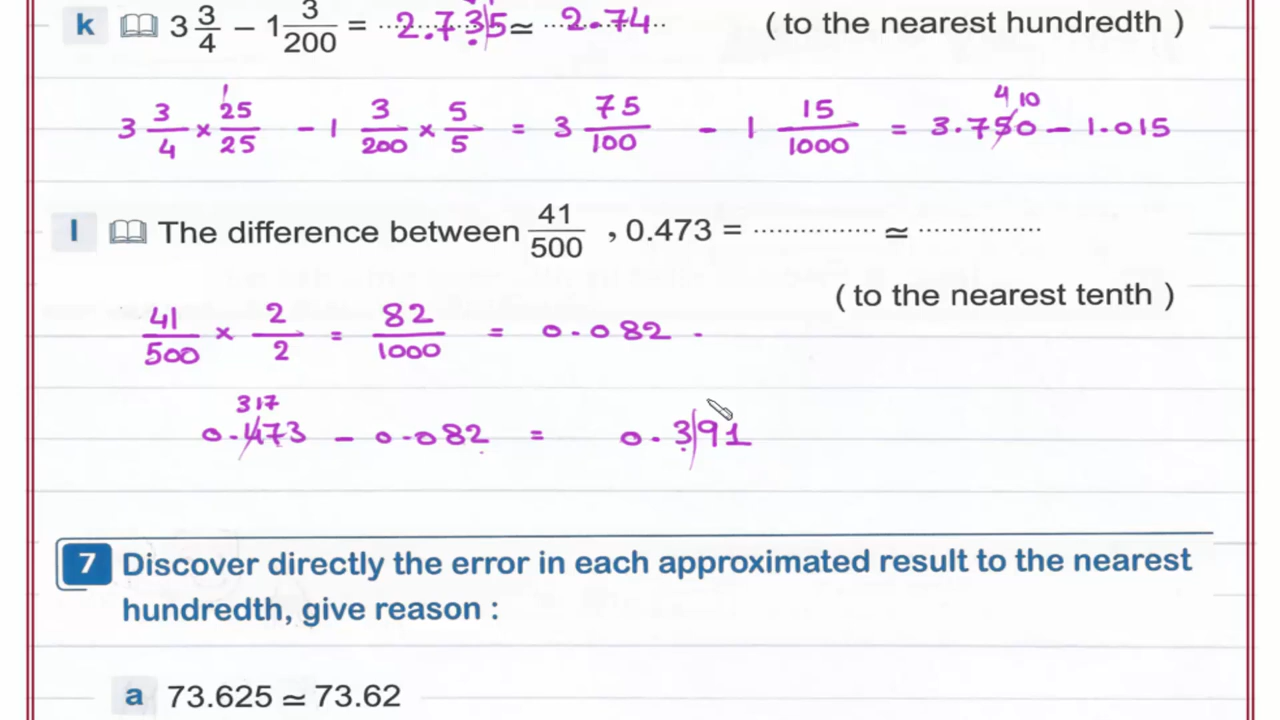 k 3 3/4 – 1 3/200 = 2.735 ≃ 2.74 ( to the nearest hundredth )
3 3/4 × 25/25 – 1 3/200 × 5/5 = 3 75/100 – 1 15/1000 = 3.750 – 1.015
4 10
l The difference between 41/500 , 0.473 = ............... ≃ ...............
( to the nearest tenth )
41/500 × 2/2 = 82/1000 = 0.082 .
3 17
0.473 – 0.082 = 0.391
7 Discover directly the error in each approximated result to the nearest
hundredth, give reason :
a 73.625 ≃ 73.62